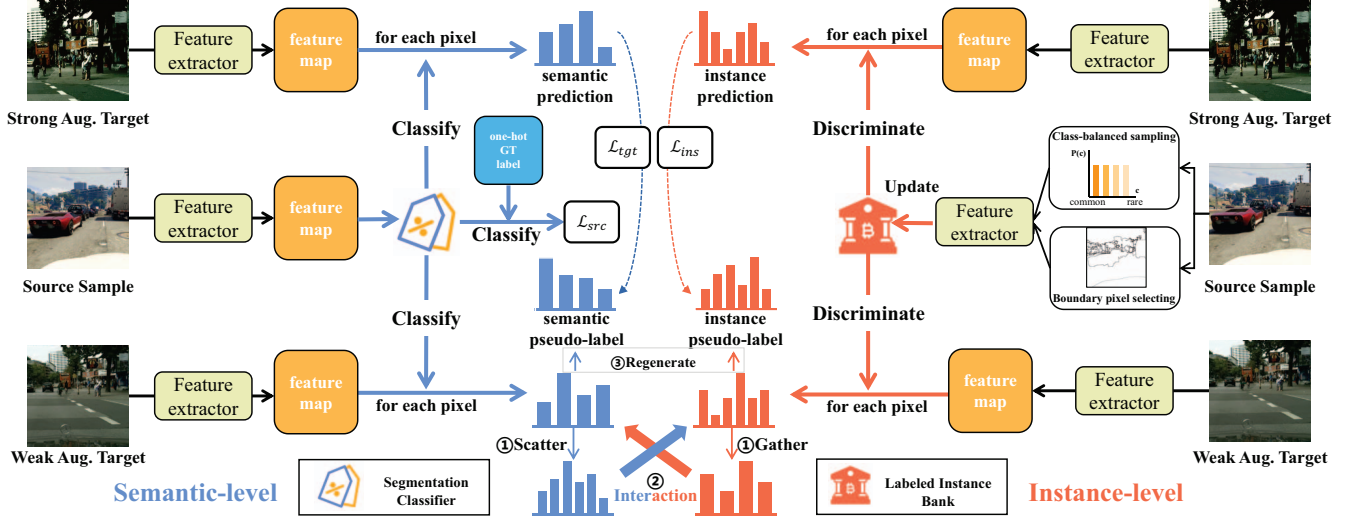 Feature
extractor
feature
map
for each pixel
semantic
prediction
instance
prediction
for each pixel
feature
map
Feature
extractor
Strong Aug. Target
Classify
one-hot
GT
label
ℒtgt
ℒins
Discriminate
Strong Aug. Target
Class-balanced sampling
P(c)
c
common
rare
Feature
extractor
feature
map
Classify
ℒsrc
Update
Feature
extractor
Source Sample
Boundary pixel selecting
Source Sample
Classify
semantic
pseudo-label
instance
pseudo-label
Discriminate
③Regenerate
Feature
extractor
feature
map
for each pixel
for each pixel
feature
map
Feature
extractor
Weak Aug. Target
①Scatter
①Gather
Weak Aug. Target
②
Interaction
Semantic-level
Segmentation
Classifier
Labeled Instance
Bank
Instance-level